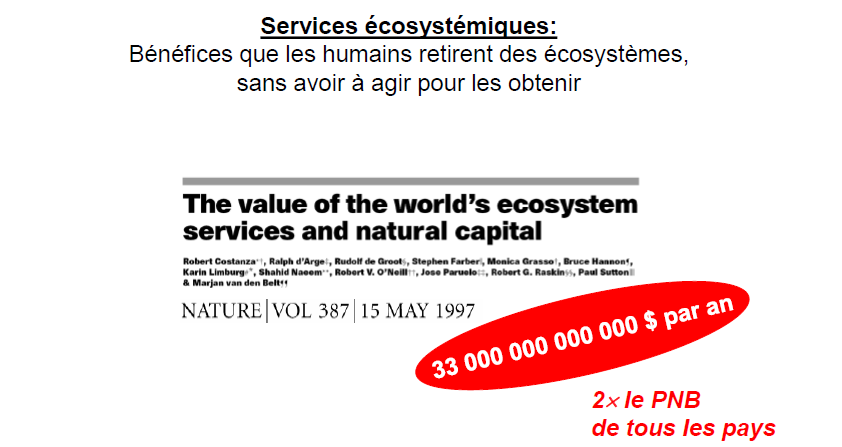 Services écosystémiques:
Bénéfices que les humains retirent des écosystèmes,
sans avoir à agir pour les obtenir
The value of the world's ecosystem
services and natural capital
Robert Costanza*†, Ralph d'Arge‡, Rudolf de Groot§, Stephen Farber‖, Monica Grasso†, Bruce Hannon¶,
Karin Limburg#*, Shahid Naeem**, Robert V. O'Neill††, Jose Paruelo‡‡, Robert G. Raskin§§, Paul Sutton‖‖
& Marjan van den Belt¶¶
NATURE|VOL 387|15 MAY 1997
33 000 000 000 000 $ par an
2× le PNB
de tous les pays